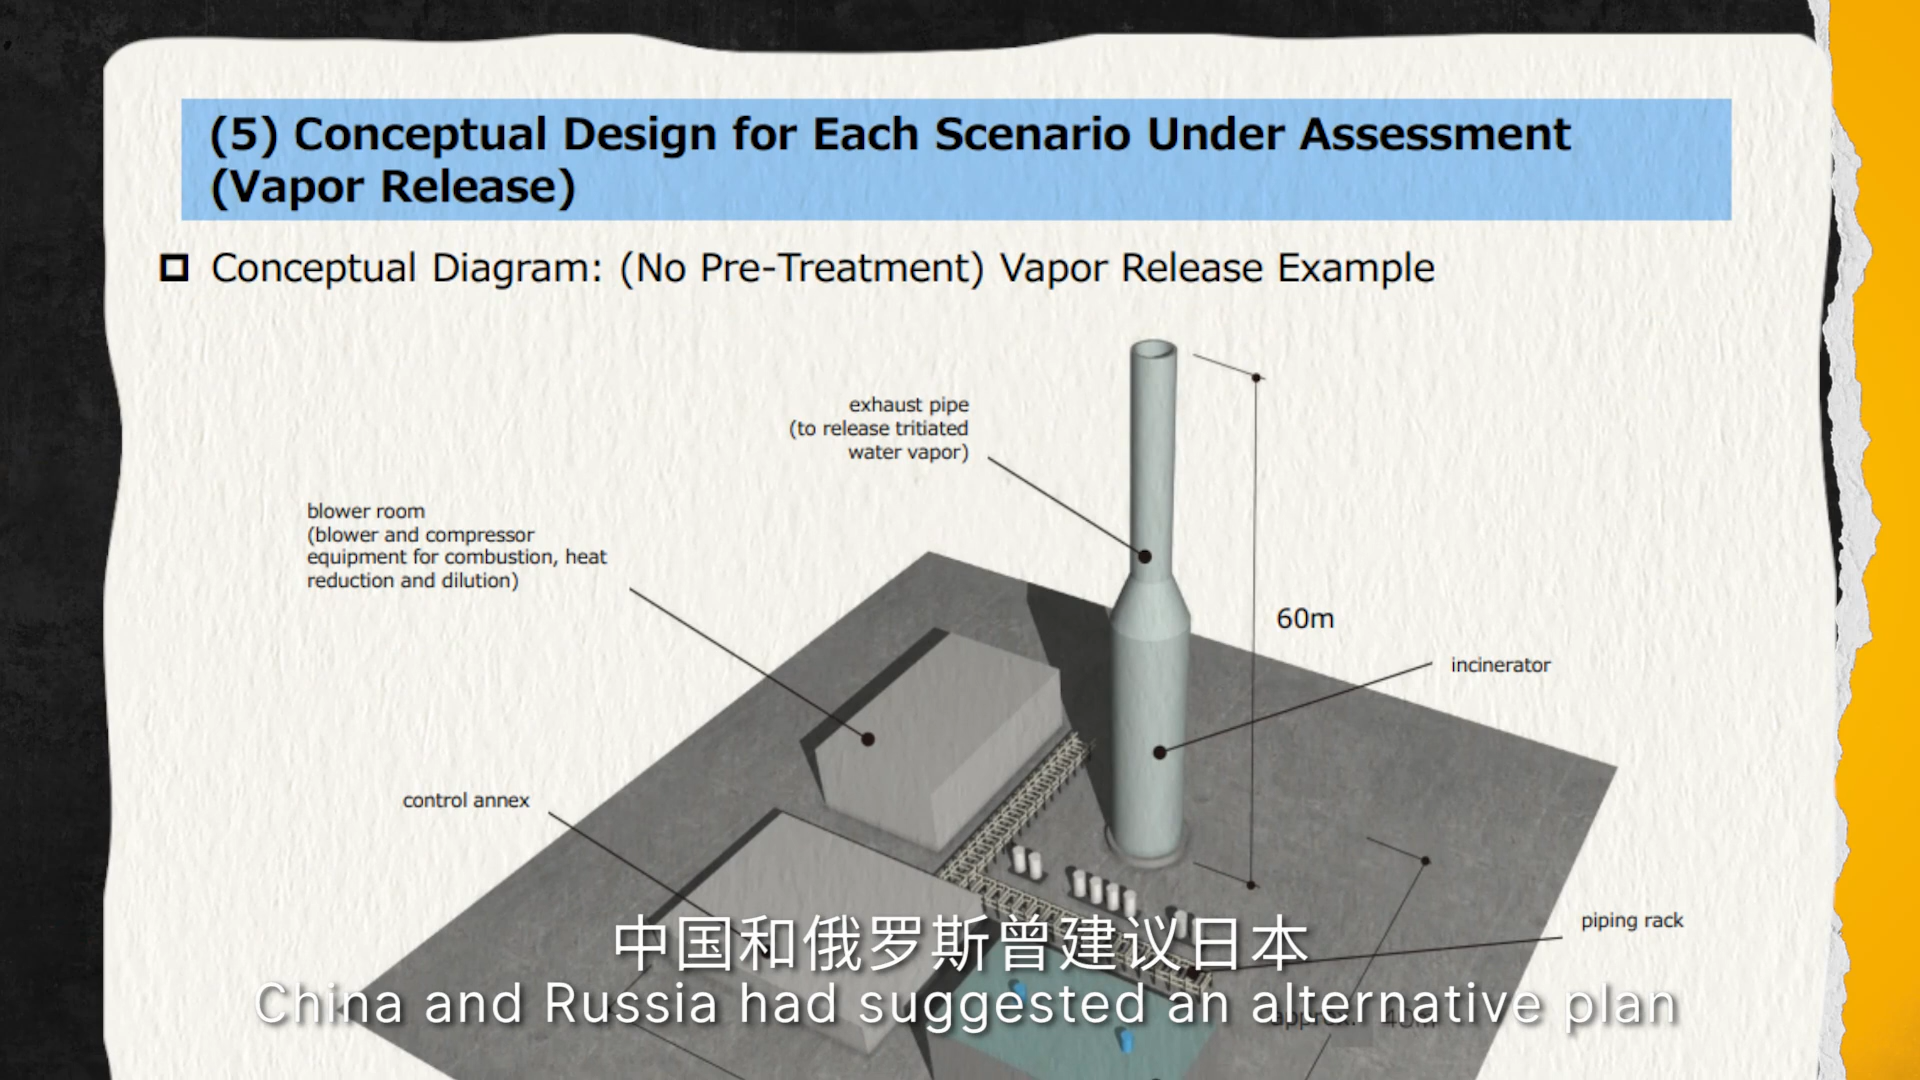 (5) Conceptual Design for Each Scenario Under Assessment
(Vapor Release)
Conceptual Diagram: (No Pre-Treatment) Vapor Release Example
exhaust pipe
(to release tritiated
water vapor)
blower room
(blower and compressor
equipment for combustion, heat
reduction and dilution)
60m
incinerator
control annex
piping rack
中国和俄罗斯曾建议日本
China and Russia had suggested an alternative plan
approx.